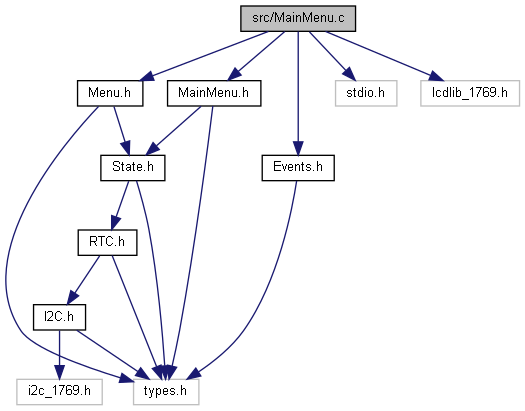 src/MainMenu.c
Menu.h
MainMenu.h
stdio.h
lcdlib_1769.h
State.h
Events.h
RTC.h
I2C.h
i2c_1769.h
types.h